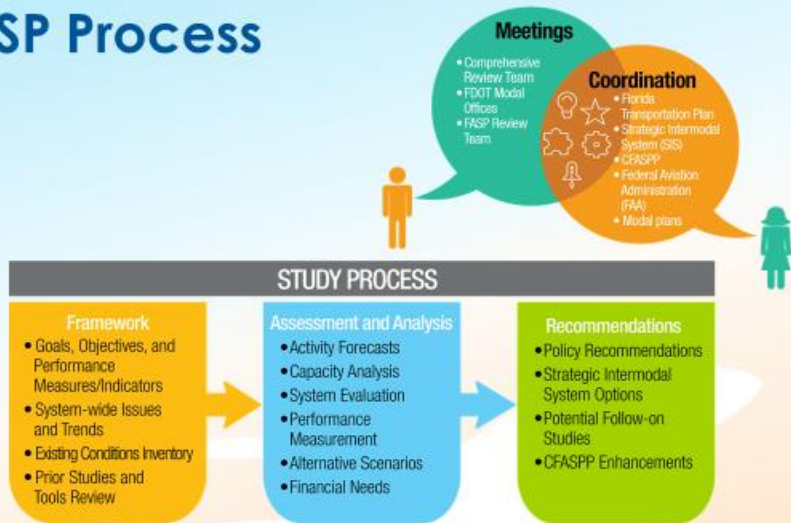 SP Process
Meetings
• Comprehensive
Review Team
• FDOT Modal
Offices
• FASP Review
Team
Coordination
• Florida
Transportation Plan
• Strategic Intermodal
System (SIS)
• CFASPP
• Federal Aviation
Administration
(FAA)
• Modal plans
STUDY PROCESS
Framework
• Goals, Objectives, and
Performance
Measures/Indicators
• System-wide Issues
and Trends
• Existing Conditions Inventory
• Prior Studies and
Tools Review
Assessment and Analysis
• Activity Forecasts
• Capacity Analysis
• System Evaluation
• Performance
Measurement
• Alternative Scenarios
• Financial Needs
Recommendations
• Policy Recommendations
• Strategic Intermodal
System Options
• Potential Follow-on
Studies
• CFASPP Enhancements